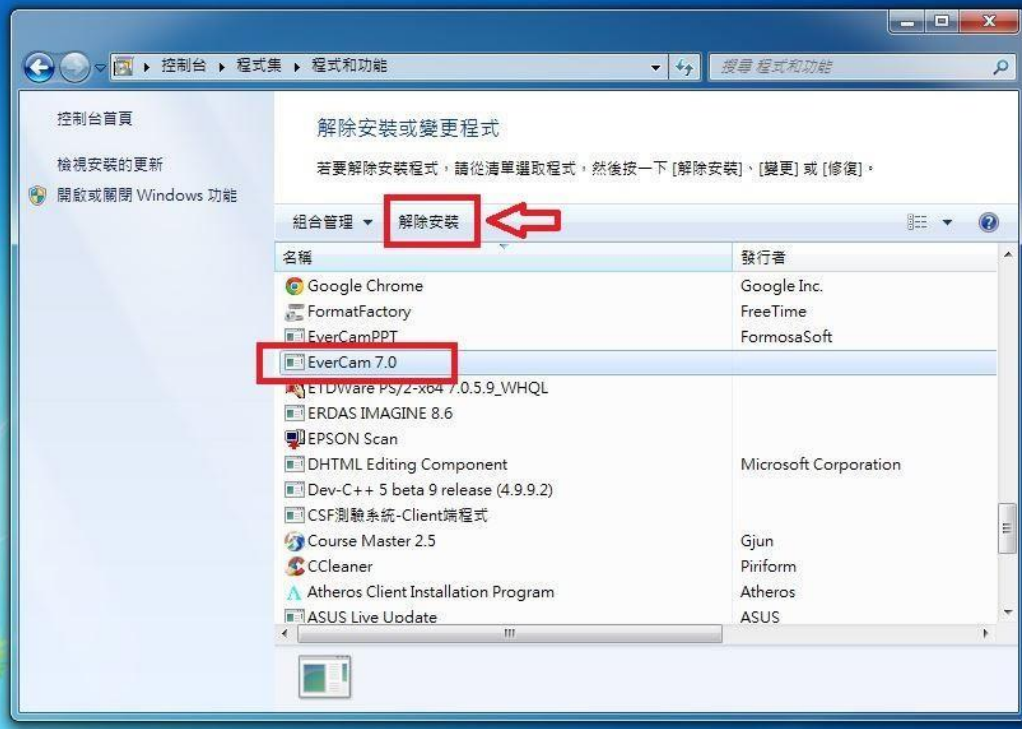 控制台 程式集 程式和功能
搜尋 程式和功能
控制台首頁
檢視安裝的更新
開啟或關閉 Windows 功能
解除安裝或變更程式
若要解除安裝程式，請從清單選取程式，然後按一下 [解除安裝]、[變更] 或 [修復]。
組合管理 解除安裝
名稱 發行者
Google Chrome Google Inc.
FormatFactory FreeTime
EverCamPPT FormosaSoft
EverCam 7.0
ETDWare PS/2-x64 7.0.5.9_WHQL
ERDAS IMAGINE 8.6
EPSON Scan
DHTML Editing Component Microsoft Corporation
Dev-C++ 5 beta 9 release (4.9.9.2)
CSF測驗系統-Client端程式
Course Master 2.5 Gjun
CCleaner Piriform
Atheros Client Installation Program Atheros
ASUS Live Update ASUS